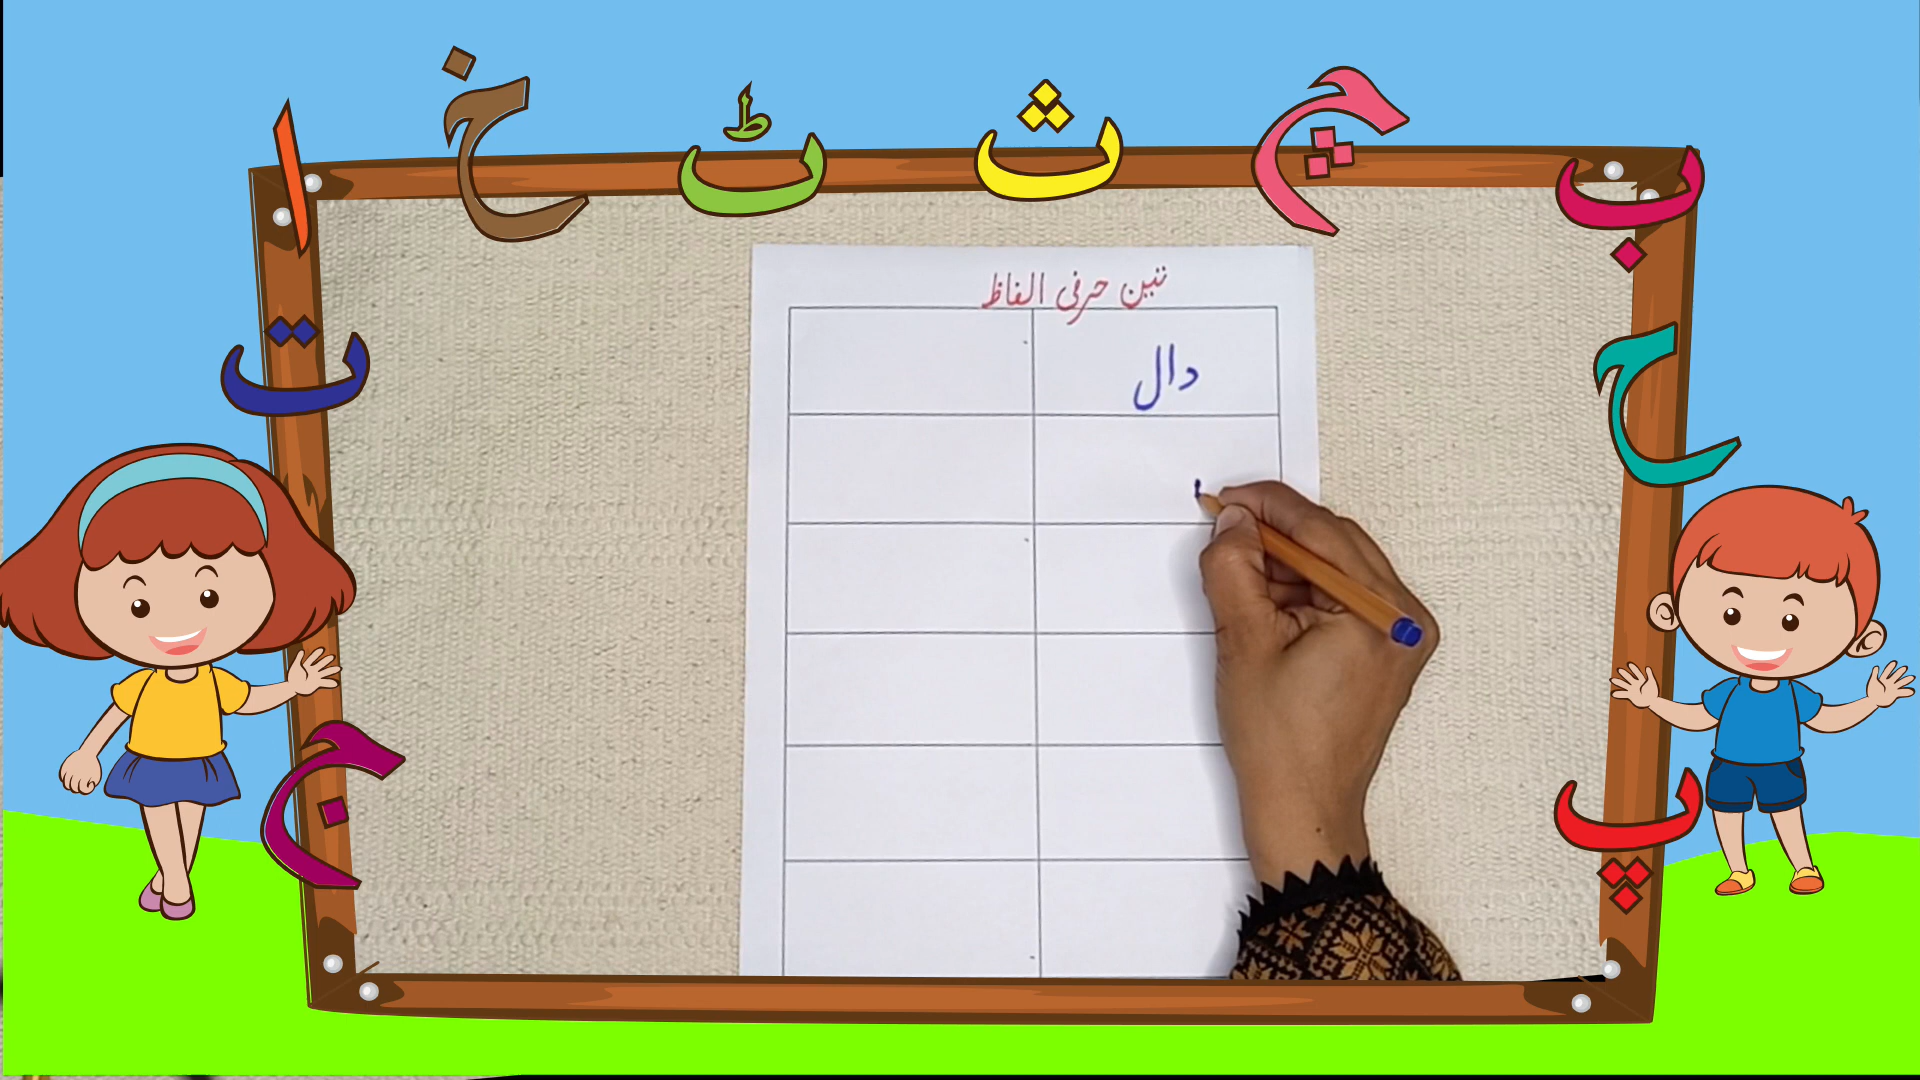 ا خ ٹ ث چ ب
ت ح
ج پ
تین حرفی الفاظ
دال